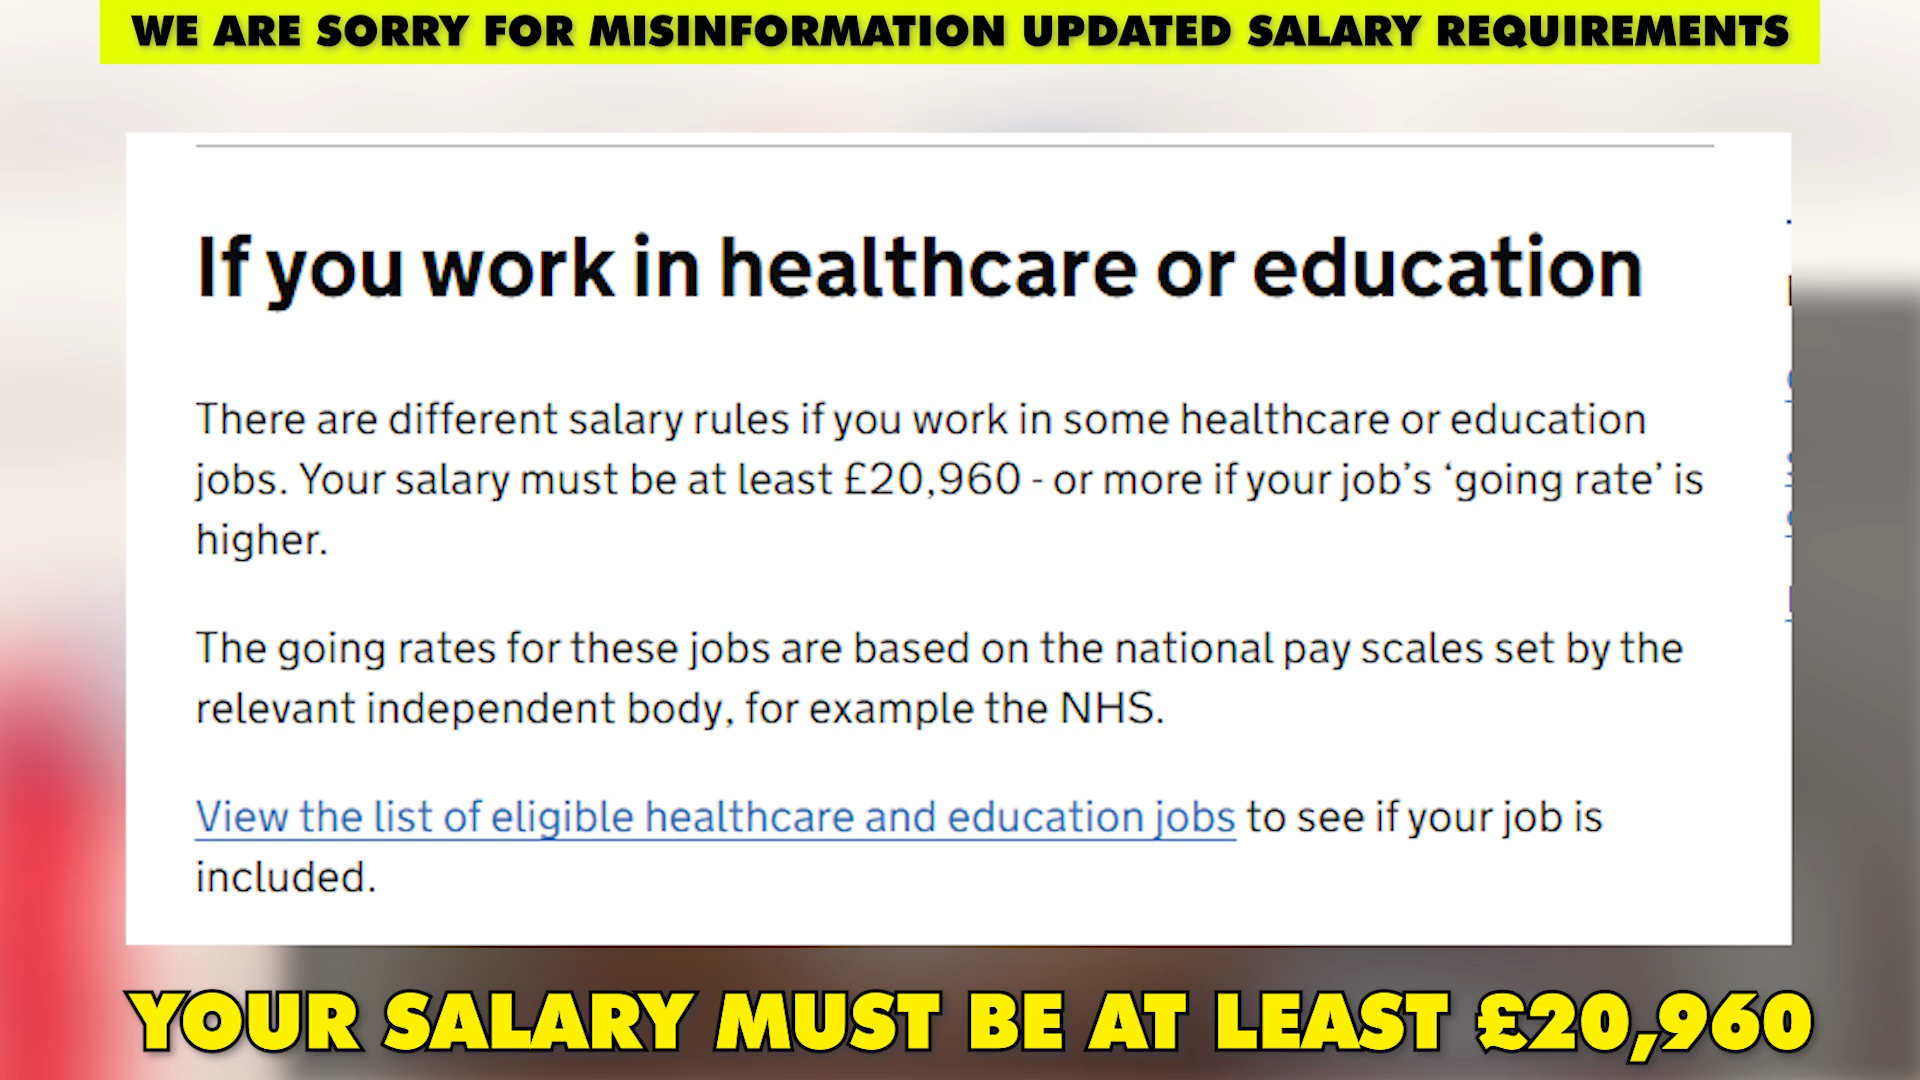 WE ARE SORRY FOR MISINFORMATION UPDATED SALARY REQUIREMENTS
If you work in healthcare or education
There are different salary rules if you work in some healthcare or education
jobs. Your salary must be at least £20,960 - or more if your job’s ‘going rate’ is
higher.
The going rates for these jobs are based on the national pay scales set by the
relevant independent body, for example the NHS.
View the list of eligible healthcare and education jobs to see if your job is
included.
YOUR SALARY MUST BE AT LEAST £20,960